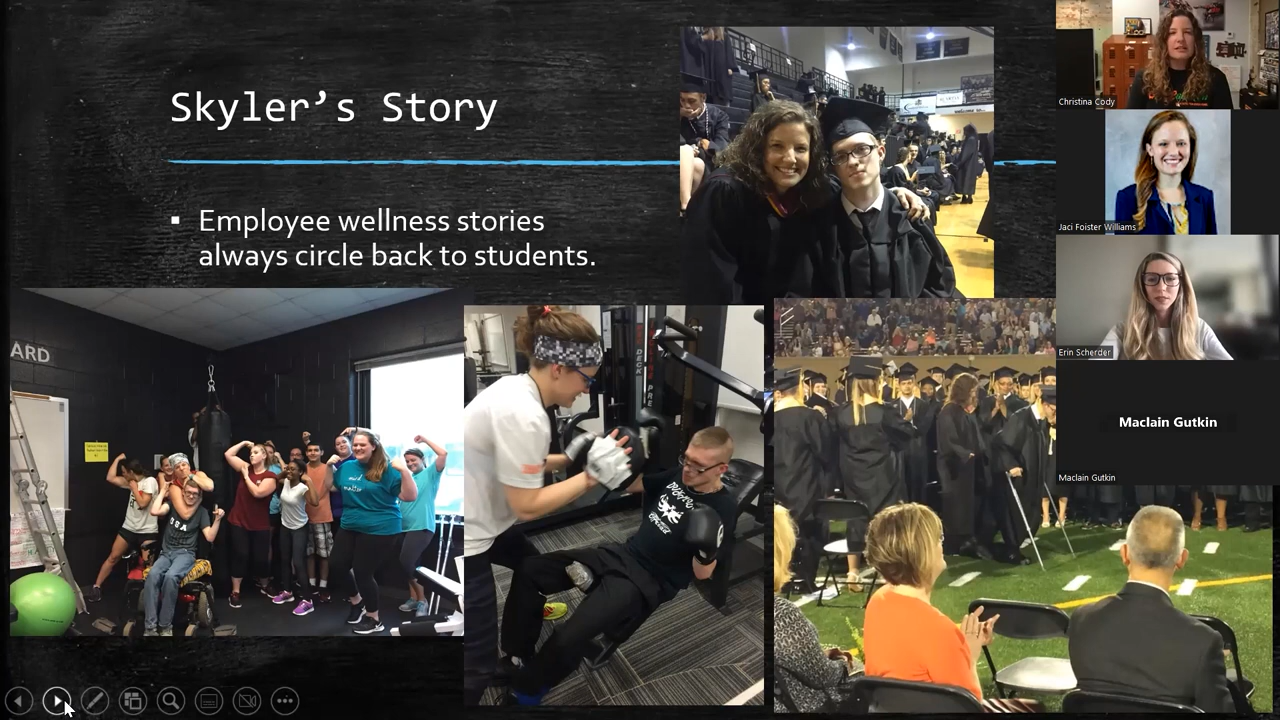 Skyler’s Story
▪ Employee wellness stories
always circle back to students.
ARD
Christina Cody
Jaci Foister Williams
Erin Scherder
Maclain Gutkin
Maclain Gutkin